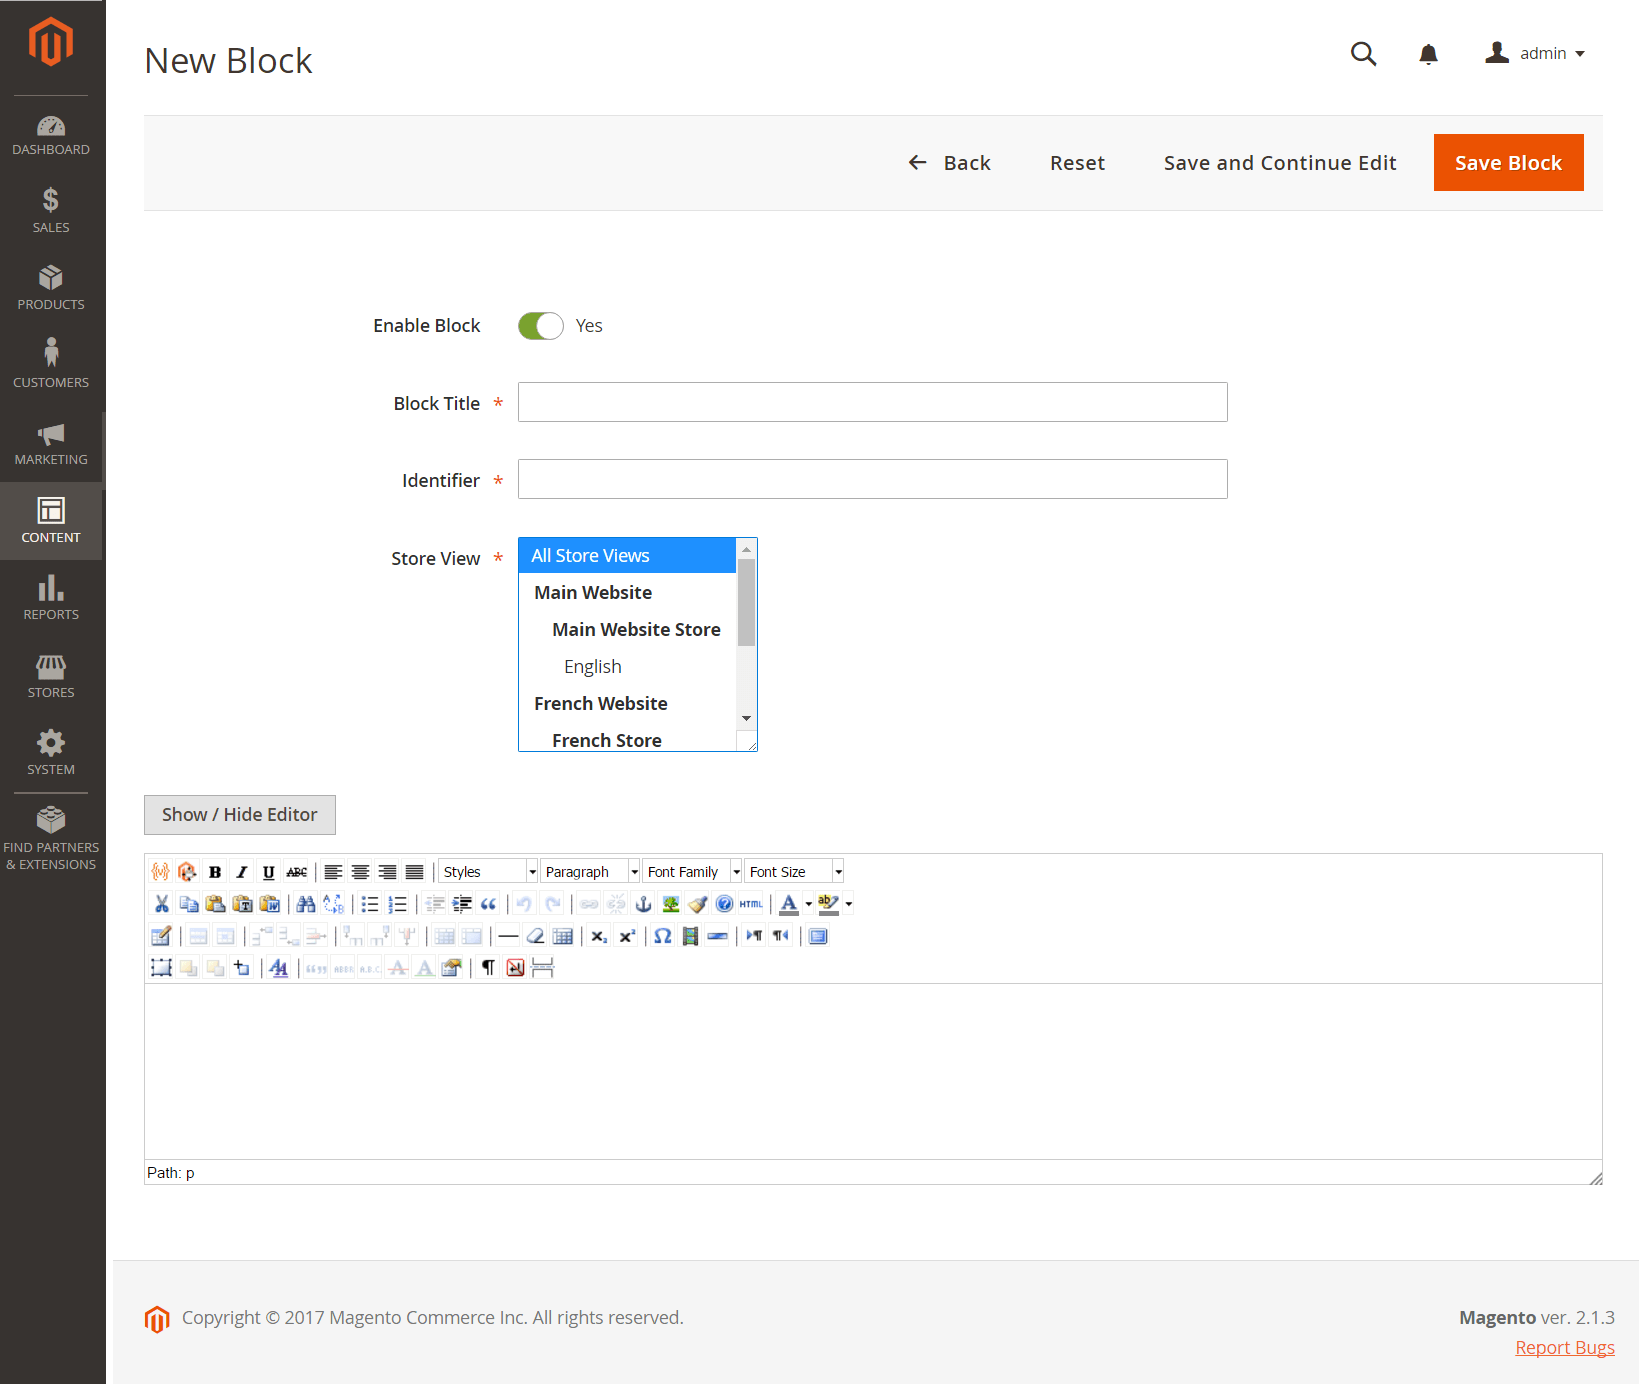 New Block
admin
DASHBOARD
SALES
PRODUCTS
CUSTOMERS
MARKETING
CONTENT
REPORTS
STORES
SYSTEM
FIND PARTNERS
& EXTENSIONS
Back
Reset
Save and Continue Edit
Save Block
Enable Block
Yes
Block Title *
Identifier *
Store View *
All Store Views
Main Website
Main Website Store
English
French Website
French Store
Show / Hide Editor
B I U ABC
Styles
Paragraph
Font Family
Font Size
HTML
Path: p
Copyright © 2017 Magento Commerce Inc. All rights reserved.
Magento ver. 2.1.3
Report Bugs